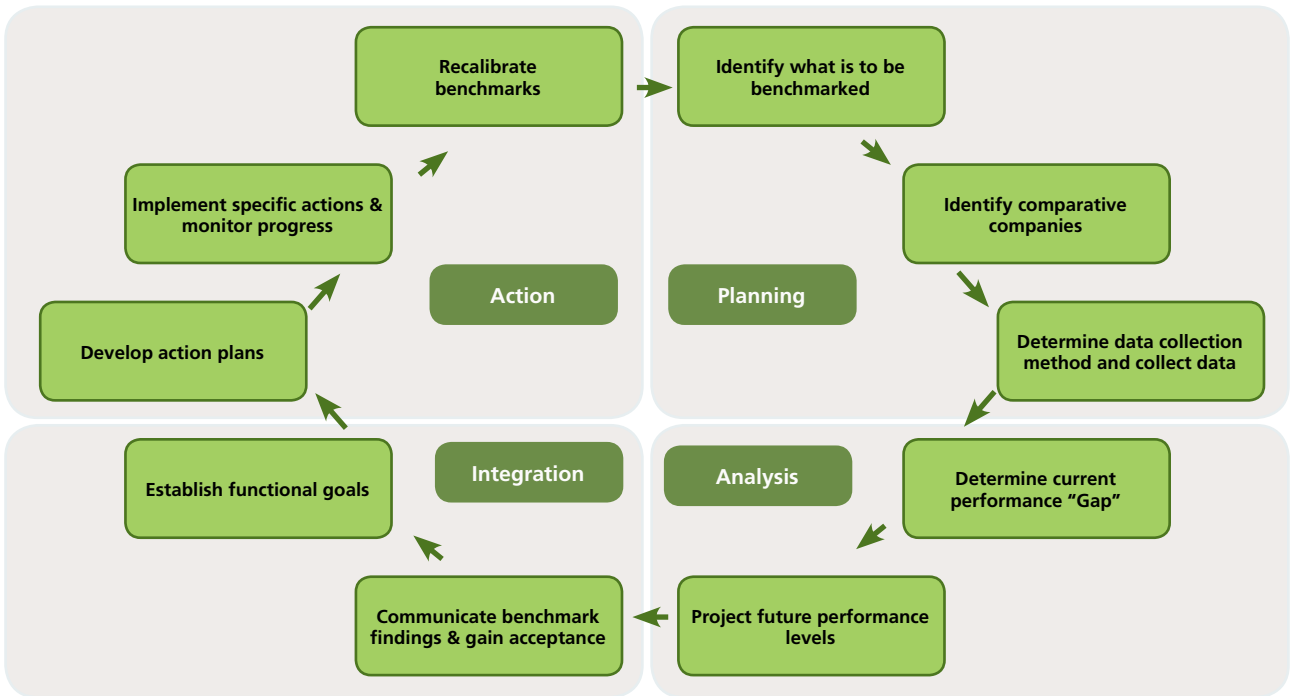 Recalibrate
benchmarks
Identify what is to be
benchmarked
Implement specific actions &
monitor progress
Identify comparative
companies
Action
Planning
Develop action plans
Determine data collection
method and collect data
Integration
Analysis
Establish functional goals
Determine current
performance “Gap”
Communicate benchmark
findings & gain acceptance
Project future performance
levels